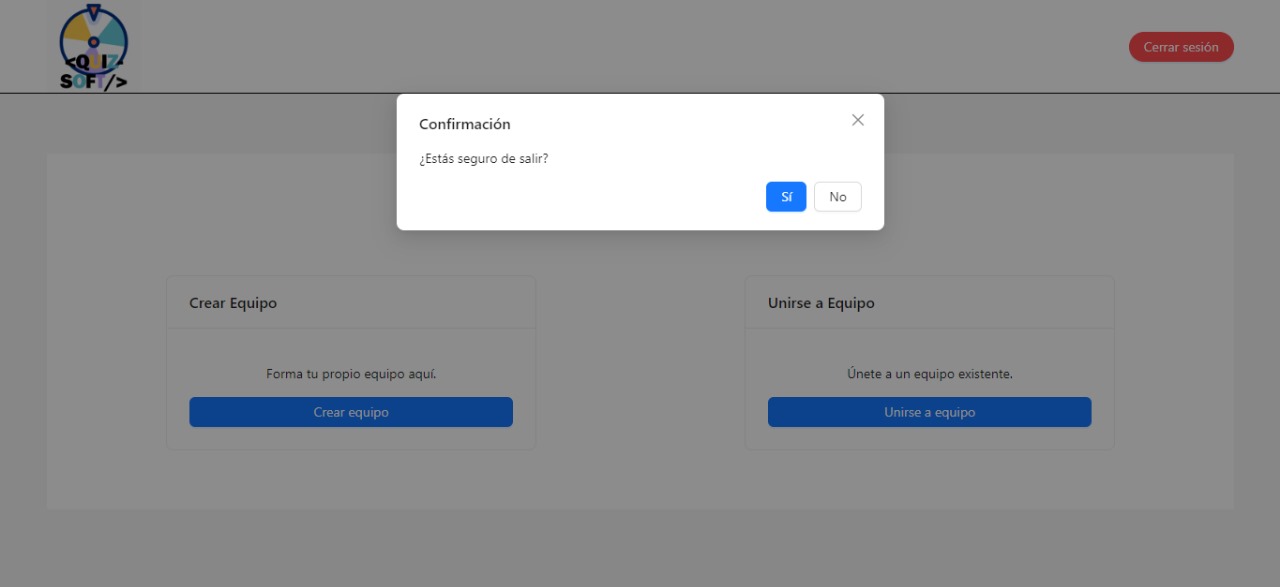 <QUIZ-
SOFT/>
Cerrar sesión
Confirmación
¿Estás seguro de salir?
Sí No
Crear Equipo
Forma tu propio equipo aquí.
Crear equipo
Unirse a Equipo
Únete a un equipo existente.
Unirse a equipo